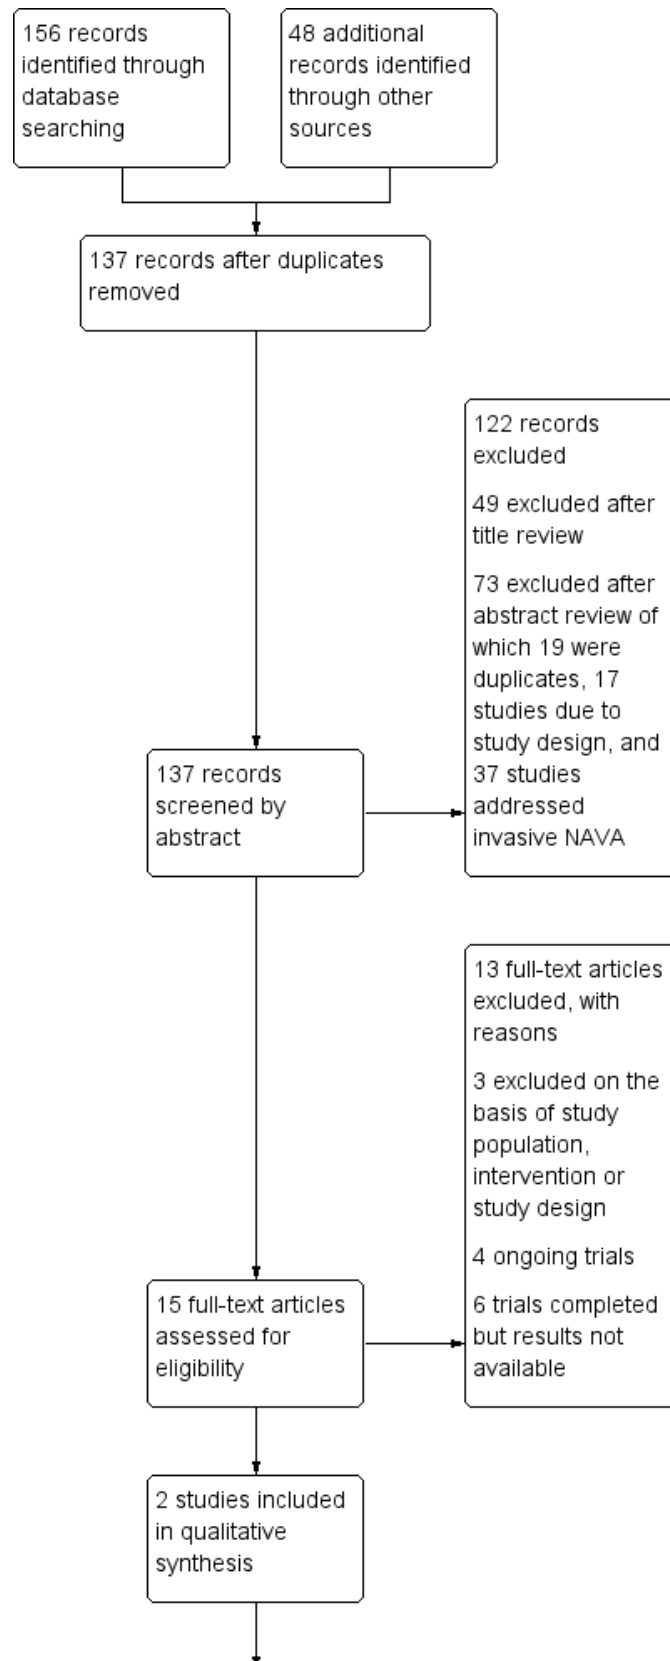 156 records
identified through
database
searching
48 additional
records identified
through other
sources
137 records after duplicates
removed
122 records
excluded
49 excluded after
title review
73 excluded after
abstract review of
which 19 were
duplicates, 17
studies due to
study design, and
37 studies
addressed
invasive NAVA
137 records
screened by
abstract
13 full-text articles
excluded, with
reasons
3 excluded on the
basis of study
population,
intervention or
study design
4 ongoing trials
6 trials completed
but results not
available
15 full-text articles
assessed for
eligibility
2 studies included
in qualitative
synthesis